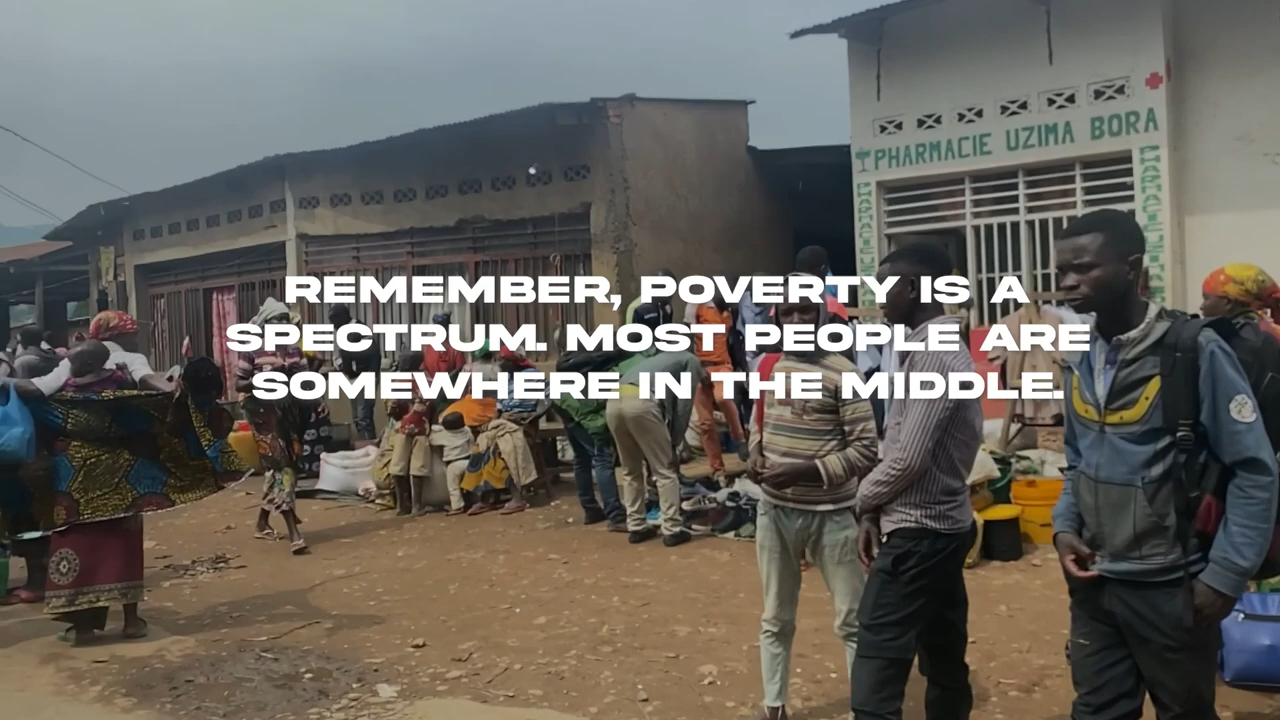 PHARMACIE UZIMA BORA
REMEMBER, POVERTY IS A
SPECTRUM. MOST PEOPLE ARE
SOMEWHERE IN THE MIDDLE.